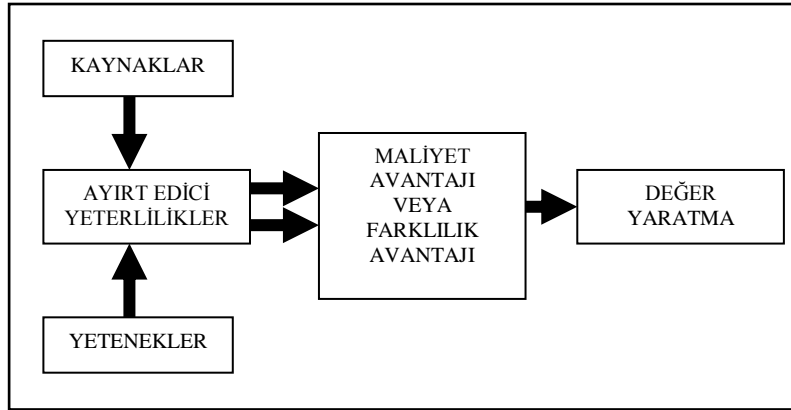 KAYNAKLAR
AYIRT EDİCİ
YETERLİLİKLER
YETENEKLER
MALİYET
AVANTAJI
VEYA
FARKLILIK
AVANTAJI
DEĞER
YARATMA